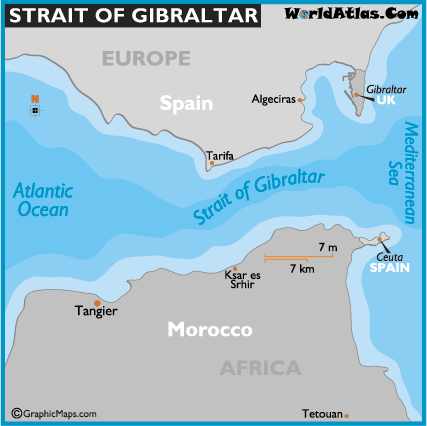 STRAIT OF GIBRALTAR
WorldAtlas.Com
EUROPE
Spain
Algeciras
Gibraltar
UK
N
Tarifa
Mediterranean
Sea
Atlantic
Ocean
Strait of Gibraltar
Ceuta
SPAIN
7 m
7 km
Ksar es
Srhir
Tangier
Morocco
AFRICA
Tetouan
©GraphicMaps.com